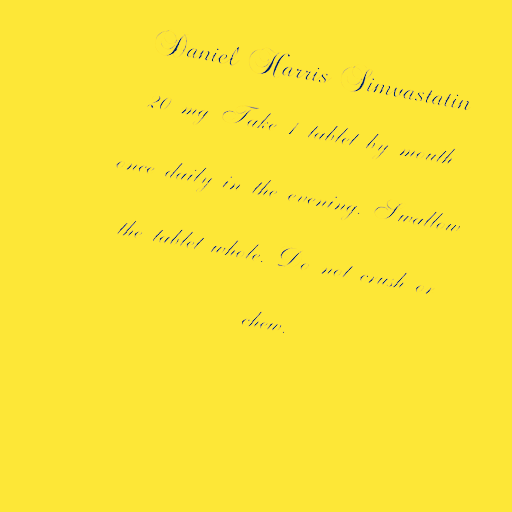 Daniel Harris Simvastatin
20 mg Take 1 tablet by mouth
once daily in the evening. Swallow
the tablet whole. Do not crush or
chew.